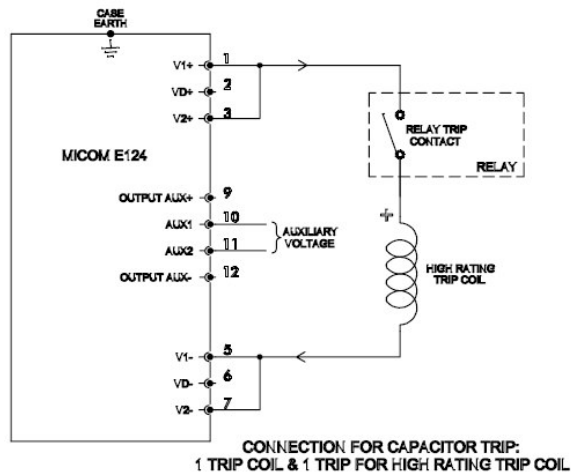 CASE
EARTH
V1+ 1
VD+ 2
V2+ 3
MICOM E124
OUTPUT AUX+ 9
AUX1 10
AUX2 11
AUXILIARY
VOLTAGE
OUTPUT AUX- 12
V1- 5
VD- 6
V2- 7
RELAY TRIP
CONTACT
RELAY
+
HIGH RATING
TRIP COIL
CONNECTION FOR CAPACITOR TRIP:
1 TRIP COIL & 1 TRIP FOR HIGH RATING TRIP COIL